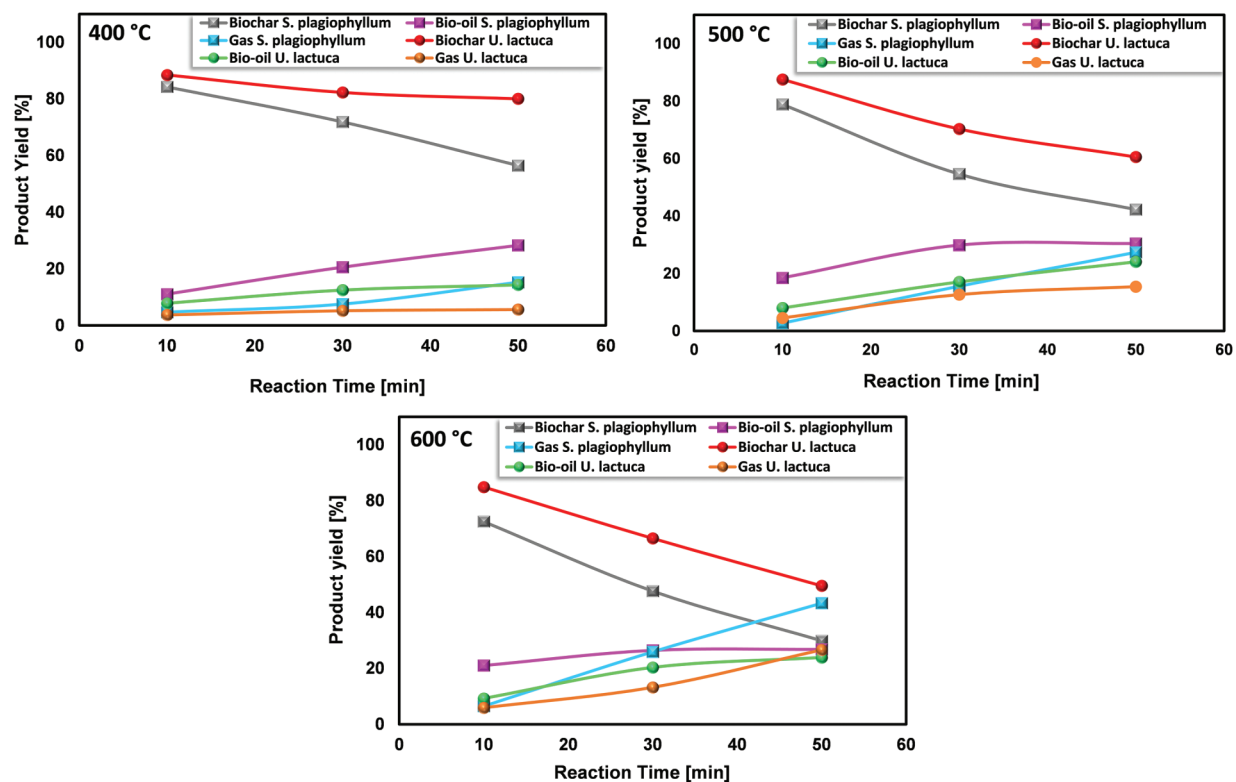 400 °C
Biochar S. plagiophyllum
Bio-oil S. plagiophyllum
Gas S. plagiophyllum
Biochar U. lactuca
Bio-oil U. lactuca
Gas U. lactuca
Product Yield [%]
100
80
60
40
20
0
0 10 20 30 40 50 60
Reaction Time [min]
500 °C
Biochar S. plagiophyllum
Bio-oil S. plagiophyllum
Gas S. plagiophyllum
Biochar U. lactuca
Bio-oil U. lactuca
Gas U. lactuca
Product yield [%]
100
80
60
40
20
0
0 10 20 30 40 50 60
Reaction Time [min]
600 °C
Biochar S. plagiophyllum
Bio-oil S. plagiophyllum
Gas S. plagiophyllum
Biochar U. lactuca
Bio-oil U. lactuca
Gas U. lactuca
Product yield [%]
100
80
60
40
20
0
0 10 20 30 40 50 60
Reaction Time [min]